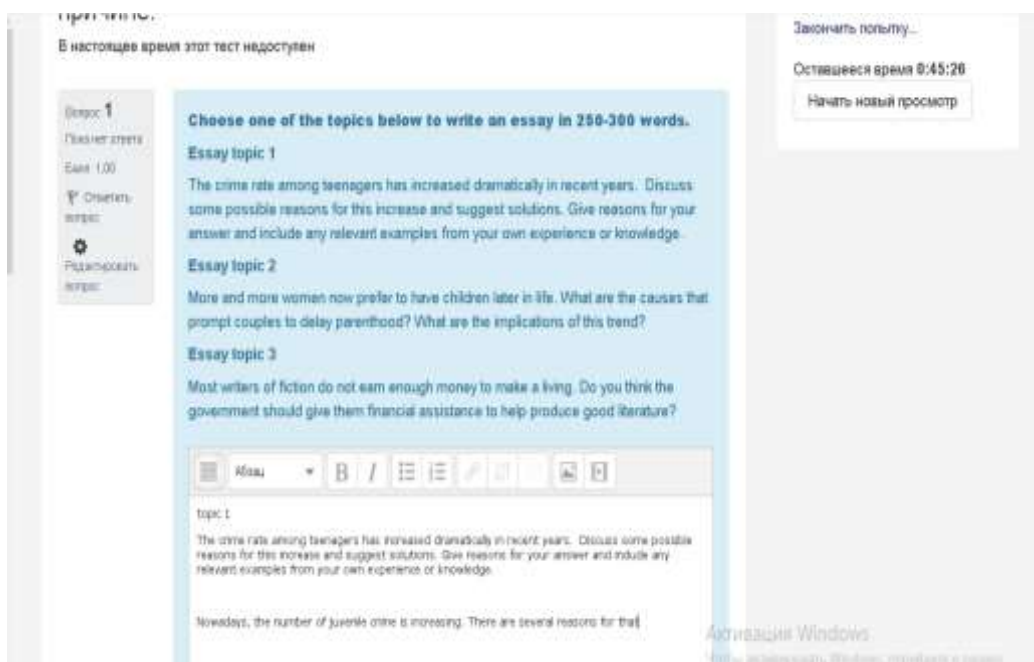 причине.
В настоящее время этот тест недоступен
Закончить попытку...
Оставшееся время 0:45:26
Начать новый просмотр
Вопрос 1
Пока нет ответа
Балл: 1,00
Отметить
вопрос
Редактировать
вопрос
Choose one of the topics below to write an essay in 250-300 words.
Essay topic 1
The crime rate among teenagers has increased dramatically in recent years. Discuss
some possible reasons for this increase and suggest solutions. Give reasons for your
answer and include any relevant examples from your own experience or knowledge.
Essay topic 2
More and more women now prefer to have children later in life. What are the causes that
prompt couples to delay parenthood? What are the implications of this trend?
Essay topic 3
Most writers of fiction do not earn enough money to make a living. Do you think the
government should give them financial assistance to help produce good literature?
Абзац
B I
topic 1
The crime rate among teenagers has increased dramatically in recent years. Discuss some possible
reasons for this increase and suggest solutions. Give reasons for your answer and include any
relevant examples from your own experience or knowledge.
Nowadays, the number of juvenile crime is increasing. There are several reasons for that
Активация Windows